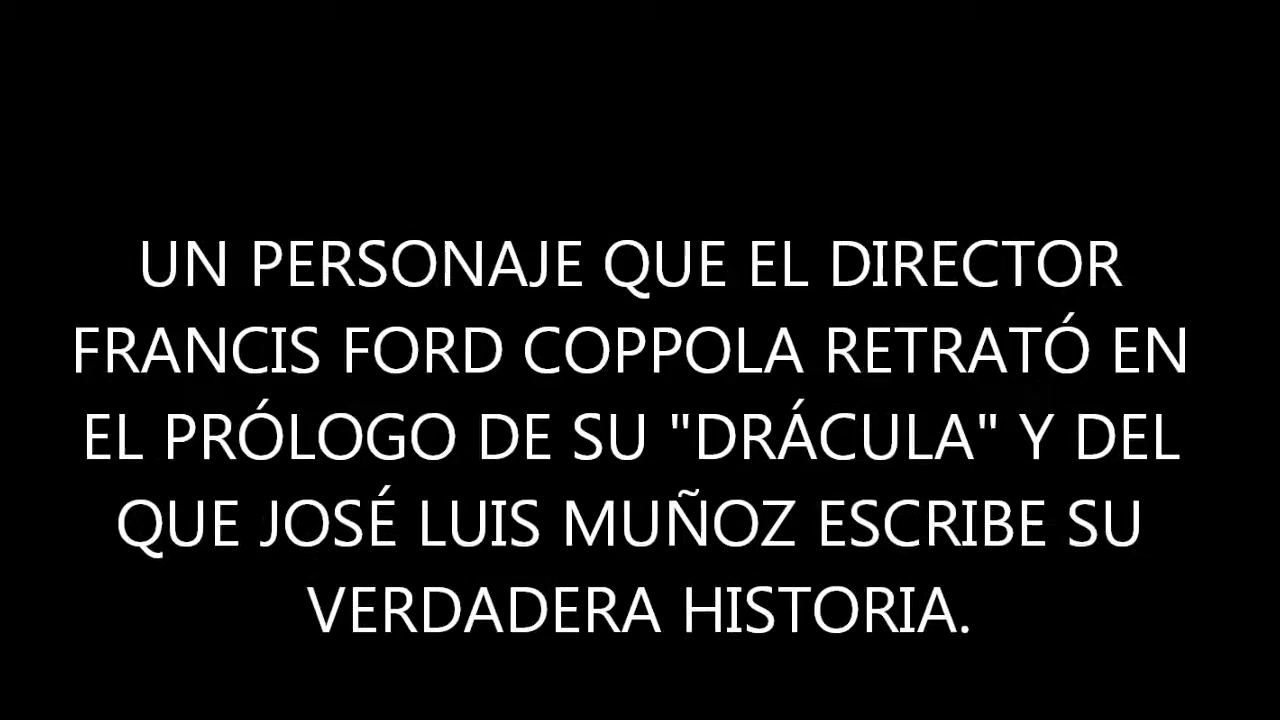 UN PERSONAJE QUE EL DIRECTOR
FRANCIS FORD COPPOLA RETRATÓ EN
EL PRÓLOGO DE SU "DRÁCULA" Y DEL
QUE JOSÉ LUIS MUÑOZ ESCRIBE SU
VERDADERA HISTORIA.